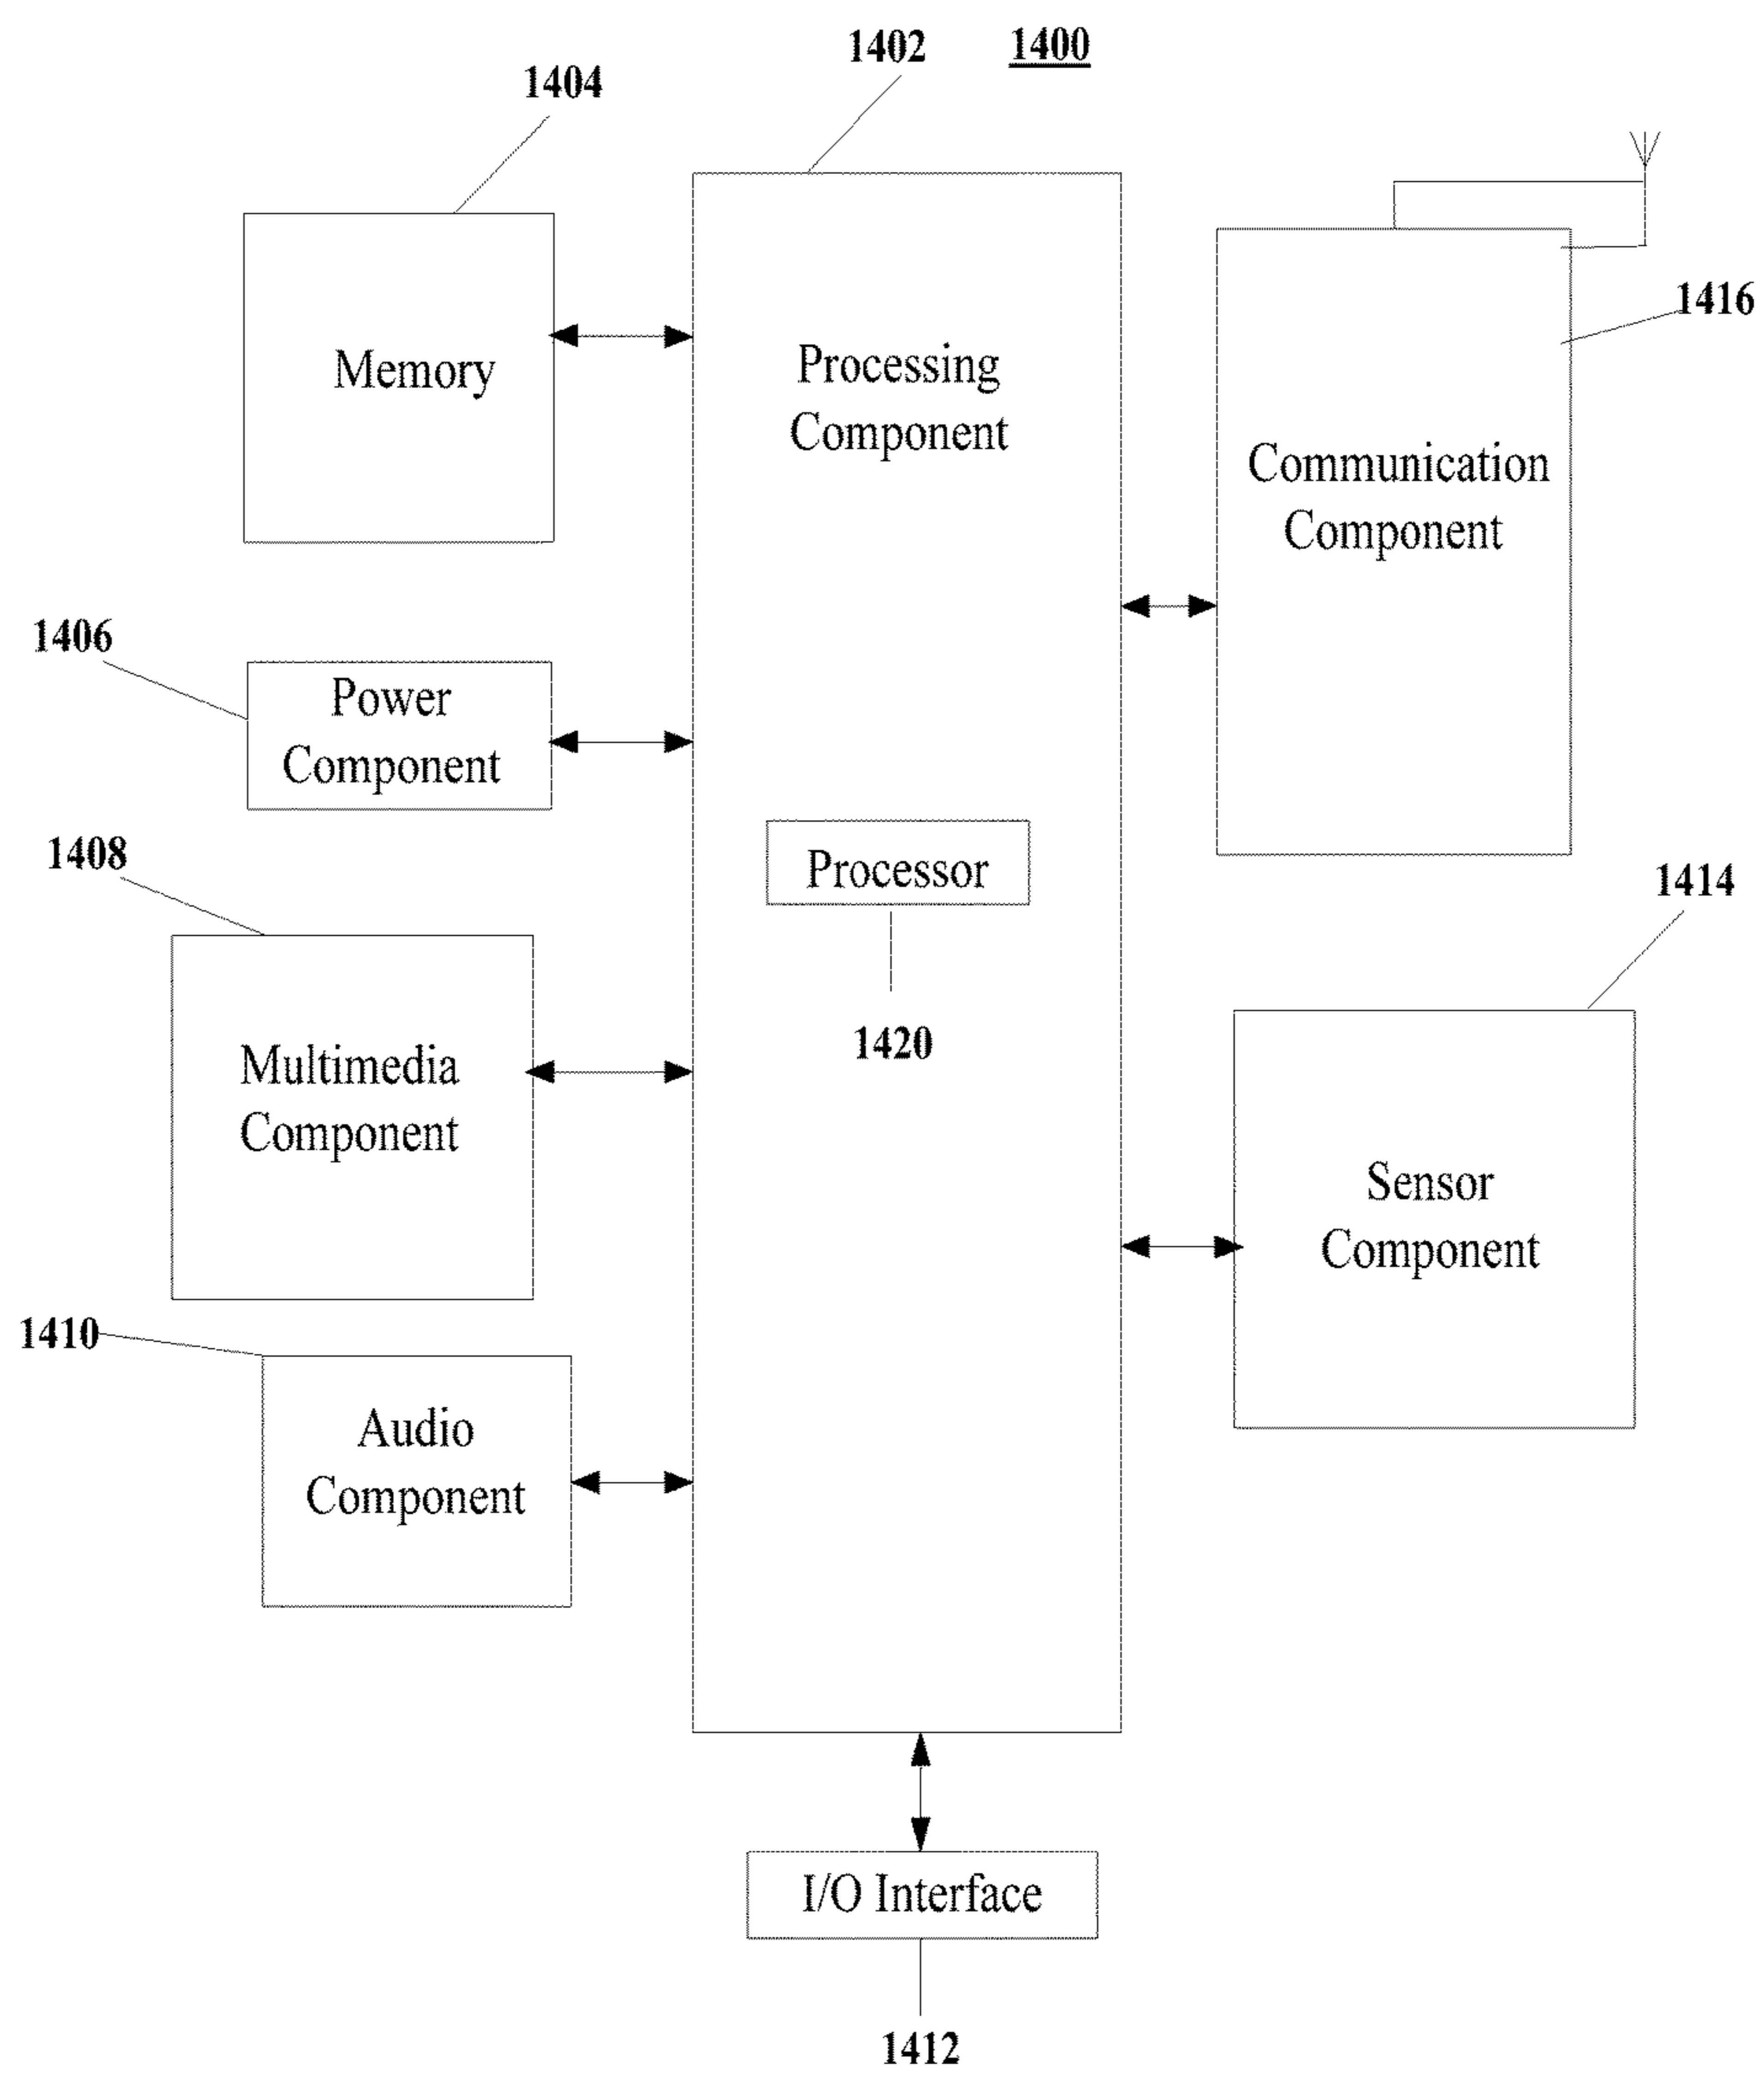 1402
1400
1404
Memory
Processing
Component
1416
Communication
Component
1406
Power
Component
1408
Processor
1420
1414
Multimedia
Component
Sensor
Component
1410
Audio
Component
I/O Interface
1412